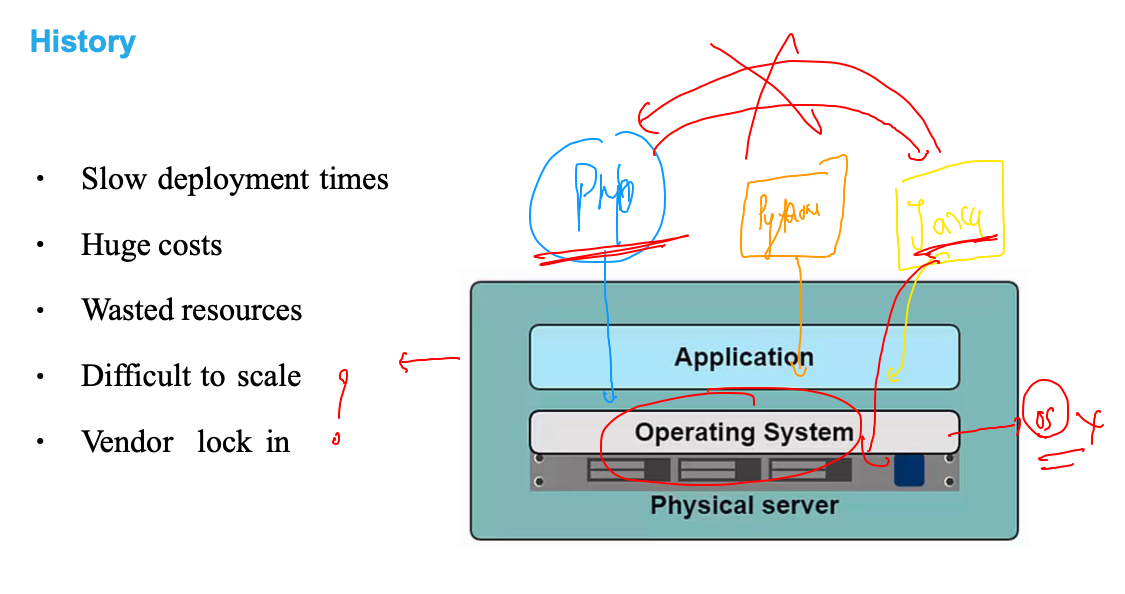 History
Php
Python
Java
• Slow deployment times
• Huge costs
• Wasted resources
• Difficult to scale
• Vendor lock in
Application
Operating System
OS
Physical server